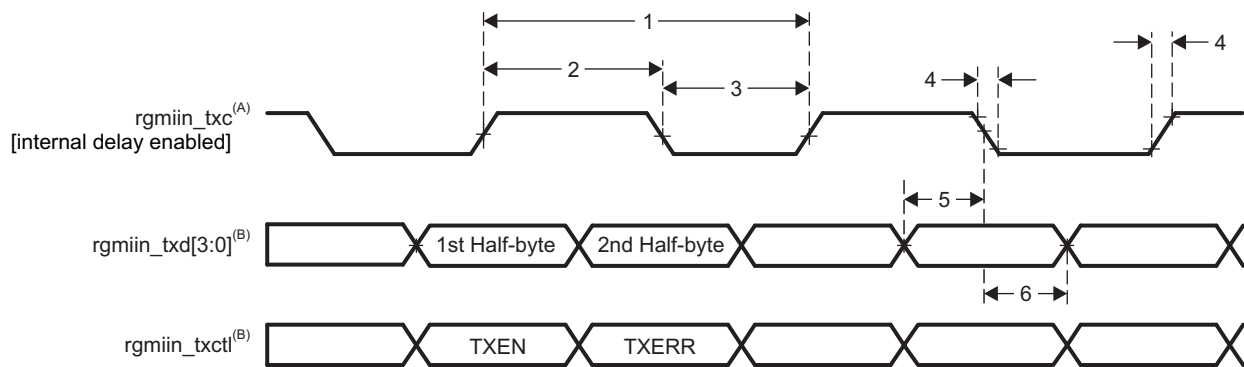 1
2
3
4
4
rgmiin_txc(A)
[internal delay enabled]
5
rgmiin_txd[3:0](B)
1st Half-byte
2nd Half-byte
6
rgmiin_txctl(B)
TXEN
TXERR